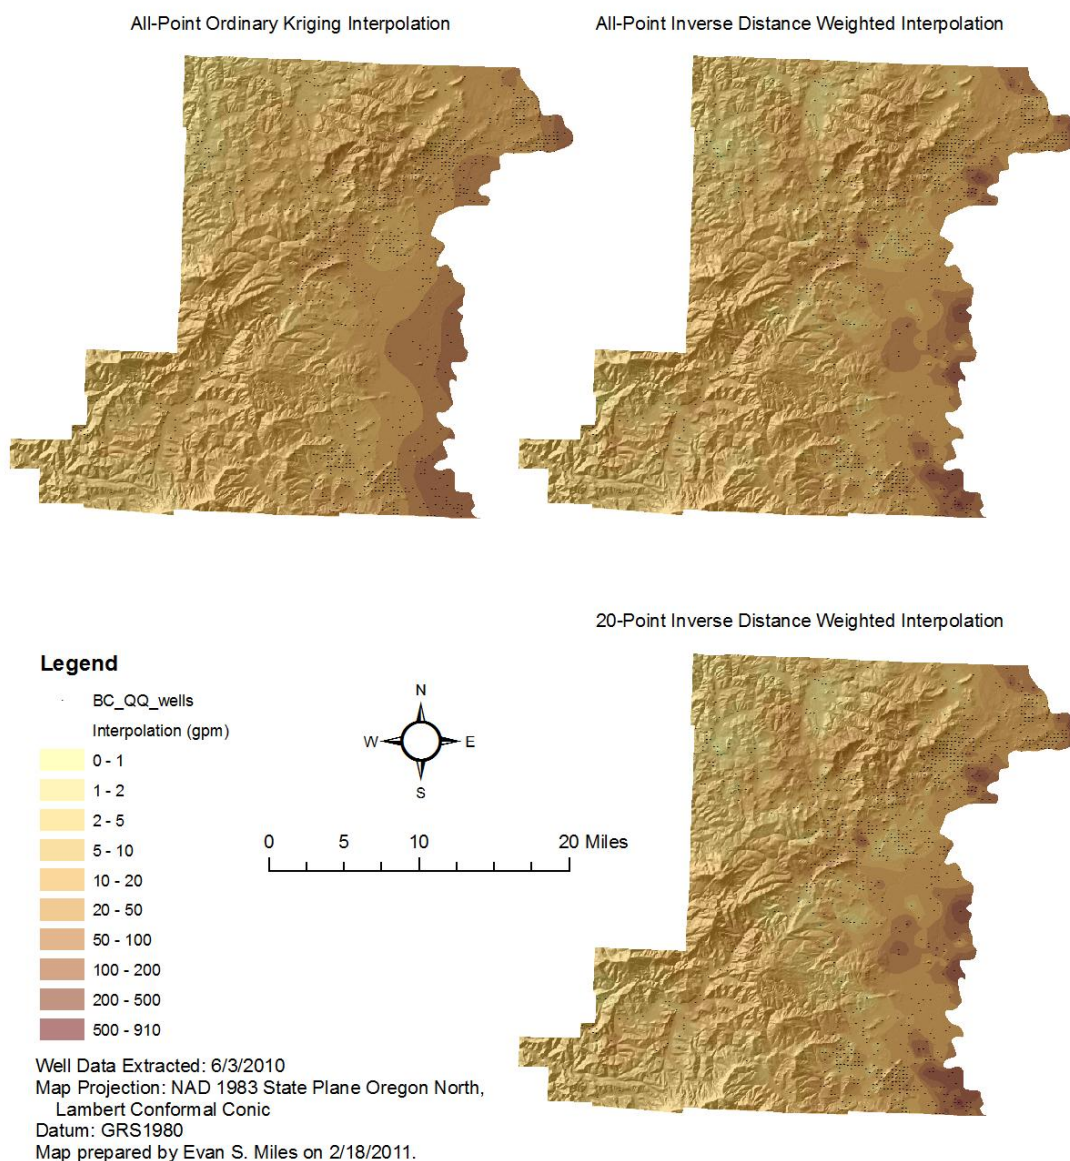 All-Point Ordinary Kriging Interpolation
All-Point Inverse Distance Weighted Interpolation
20-Point Inverse Distance Weighted Interpolation
Legend
BC_QQ_wells
Interpolation (gpm)
0 - 1
1 - 2
2 - 5
5 - 10
10 - 20
20 - 50
50 - 100
100 - 200
200 - 500
500 - 910
N
W E
S
0 5 10 20 Miles
Well Data Extracted: 6/3/2010
Map Projection: NAD 1983 State Plane Oregon North,
Lambert Conformal Conic
Datum: GRS1980
Map prepared by Evan S. Miles on 2/18/2011.